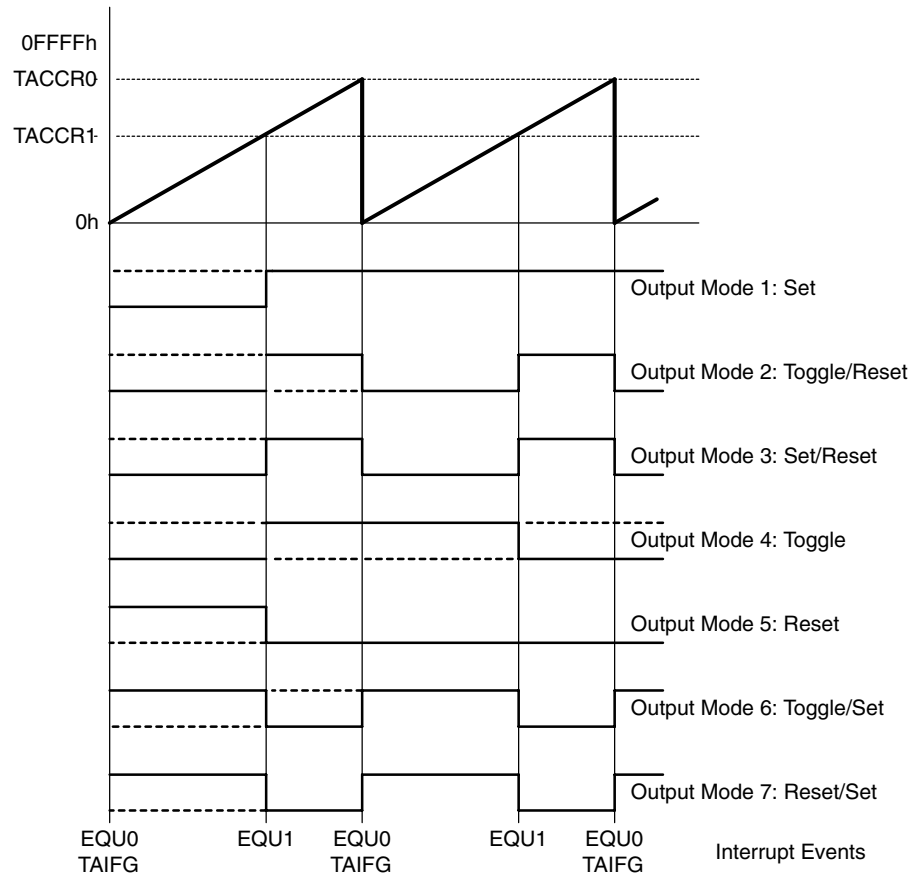 0FFFFh
TACCR0
TACCR1
0h
Output Mode 1: Set
Output Mode 2: Toggle/Reset
Output Mode 3: Set/Reset
Output Mode 4: Toggle
Output Mode 5: Reset
Output Mode 6: Toggle/Set
Output Mode 7: Reset/Set
EQU0 EQU1 EQU0 EQU1 EQU0
TAIFG TAIFG TAIFG
Interrupt Events